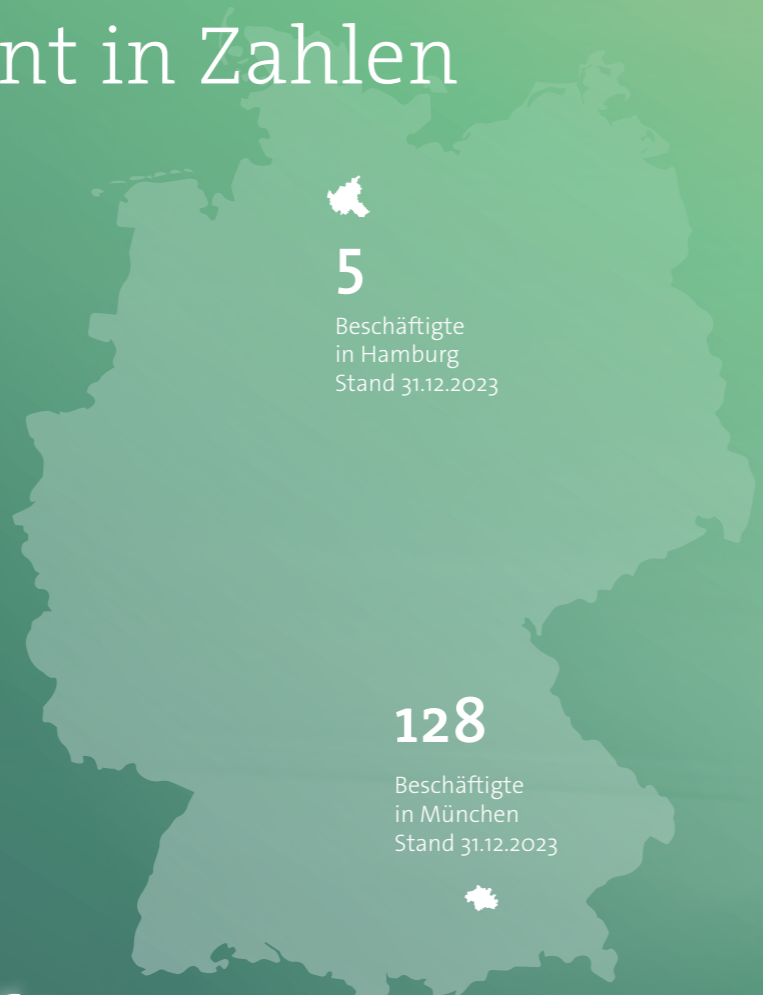 nt in Zahlen
5
Beschäftigte
in Hamburg
Stand 31.12.2023
128
Beschäftigte
in München
Stand 31.12.2023